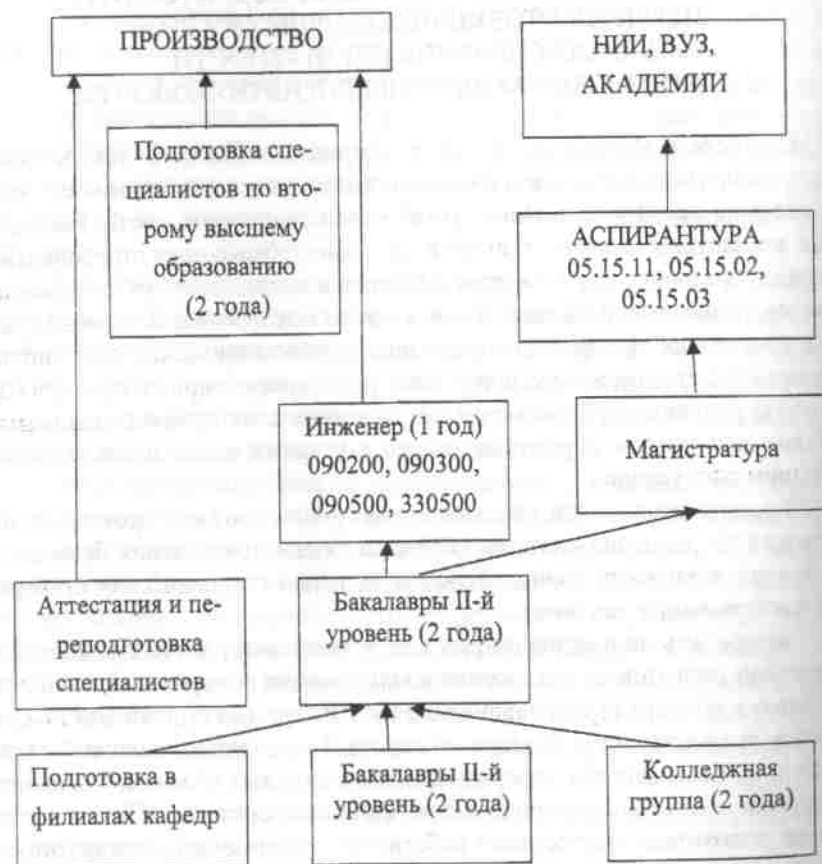 ПРОИЗВОДСТВО
НИИ, ВУЗ,
АКАДЕМИИ
Подготовка спе-
циалистов по вто-
рому высшему
образованию
(2 года)
АСПИРАНТУРА
05.15.11, 05.15.02,
05.15.03
Инженер (1 год)
090200, 090300,
090500, 330500
Магистратура
Аттестация и пе-
реподготовка
специалистов
Бакалавры II-й
уровень (2 года)
Подготовка в
филиалах кафедр
Бакалавры II-й
уровень (2 года)
Колледжная
группа (2 года)